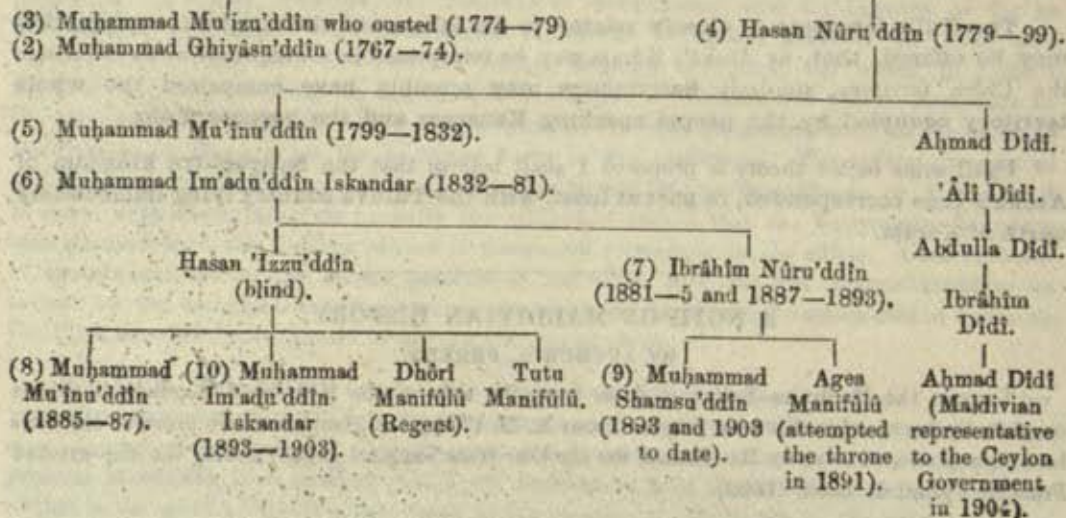 (3) Muḥammad Mu'izu'ddîn who ousted (1774—79)
(4) Ḥasan Nûru'ddîn (1779—99).
(2) Muḥammad Ghiyâsu'ddîn (1767—74).
(5) Muḥammad Mu'înu'ddîn (1799—1832).
Aḥmad Dîdî.
(6) Muḥammad Im'adu'ddîn Iskandar (1832—81).
'Âlî Dîdî.
Abdulla Dîdî.
Ḥasan 'Izzu'ddîn
(blind).
(7) Ibrâhîm Nûru'ddîn
(1881—5 and 1887—1893).
Ibrâhîm
Dîdî.
(8) Muḥammad
Mu'înu'ddîn
(1885—87).
(10) Muḥammad
Im'adu'ddîn
Iskandar
(1893—1903).
Dhôrî
Manifûlû
(Regent).
Tutu
Manifûlû.
(9) Muḥammad
Shamsu'ddîn
(1893 and 1903
to date).
Agea
Manifûlû
(attempted
the throne
in 1891).
Aḥmad Dîdî
(Maldivian
representative
to the Ceylon
Government
in 1904).